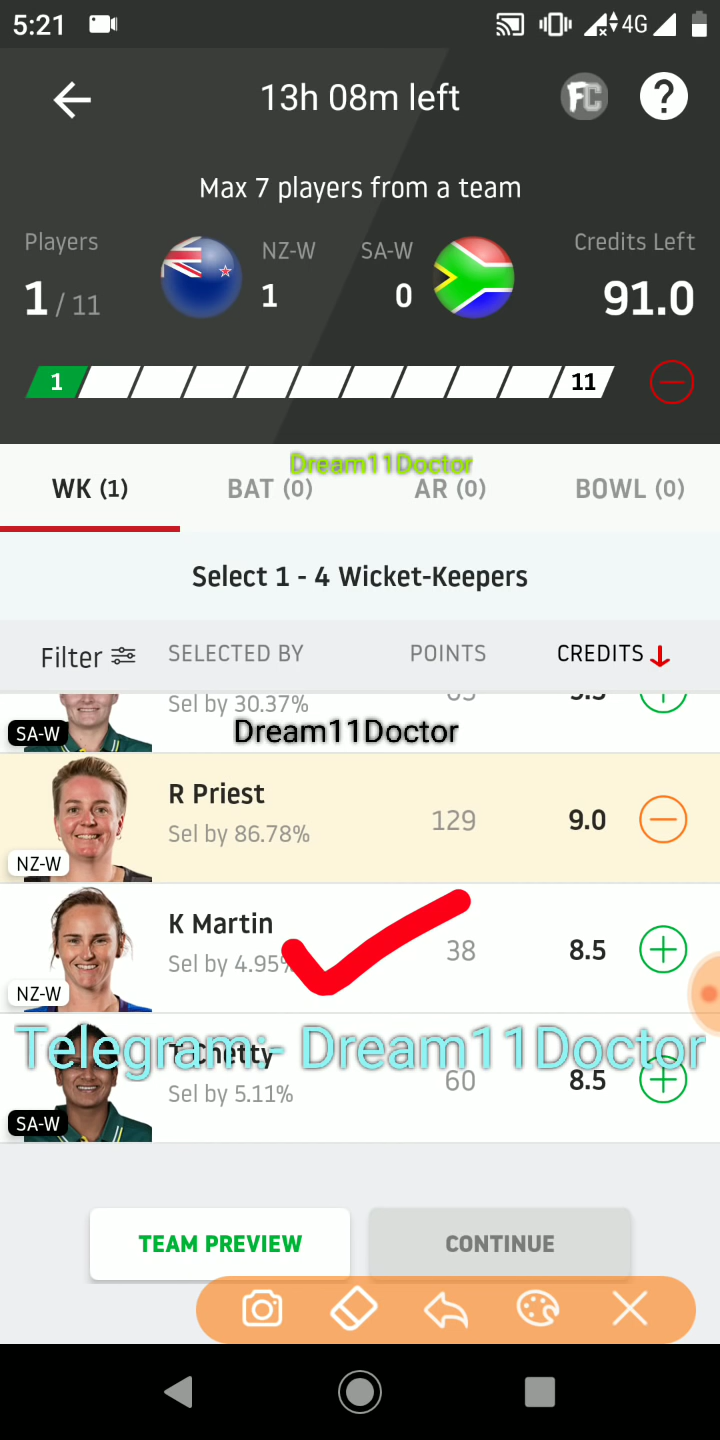 5:21
4G
13h 08m left
FC
?
Max 7 players from a team
Players
NZ-W
SA-W
Credits Left
1 / 11
1
0
91.0
1
11
Dream11Doctor
WK (1)
BAT (0)
AR (0)
BOWL (0)
Select 1 - 4 Wicket-Keepers
Filter
SELECTED BY
POINTS
CREDITS
Sel by 30.37%
SA-W
Dream11Doctor
R Priest
Sel by 86.78%
129
9.0
NZ-W
K Martin
Sel by 4.95%
38
8.5
NZ-W
Telegram:- Dream11Doctor
T Chetty
Sel by 5.11%
60
8.5
SA-W
TEAM PREVIEW
CONTINUE